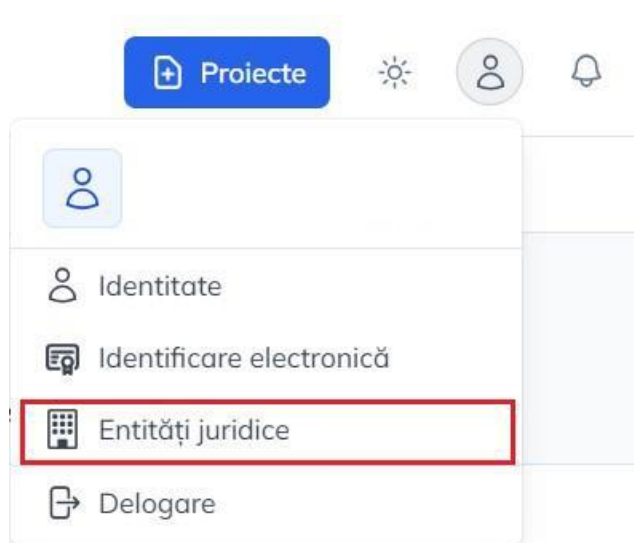 Proiecte
Identitate
Identificare electronică
Entități juridice
Delogare